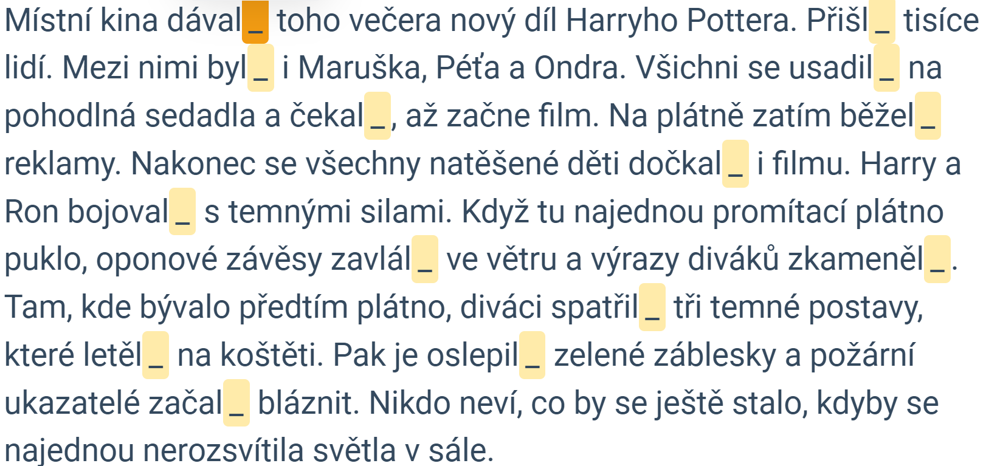 Místní kina dával_ toho večera nový díl Harryho Pottera. Přišl_ tisíce
lidí. Mezi nimi byl_ i Maruška, Péťa a Ondra. Všichni se usadil_ na
pohodlná sedadla a čekal_, až začne film. Na plátně zatím běžel_
reklamy. Nakonec se všechny natěšené děti dočkal_ i filmu. Harry a
Ron bojoval_ s temnými silami. Když tu najednou promítací plátno
puklo, oponové závěsy zavlál_ ve větru a výrazy diváků zkameněl_.
Tam, kde bývalo předtím plátno, diváci spatřil_ tři temné postavy,
které letěl_ na koštěti. Pak je oslepil_ zelené záblesky a požární
ukazatelé začal_ bláznit. Nikdo neví, co by se ještě stalo, kdyby se
najednou nerozsvítila světla v sále.